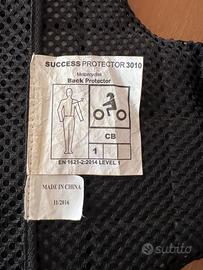 SUCCESS PROTECTOR 3010
Motorcyclist
Back Protector
CB
1
EN 1621-2:2014 LEVEL 1
MADE IN CHINA
11/2016
subito